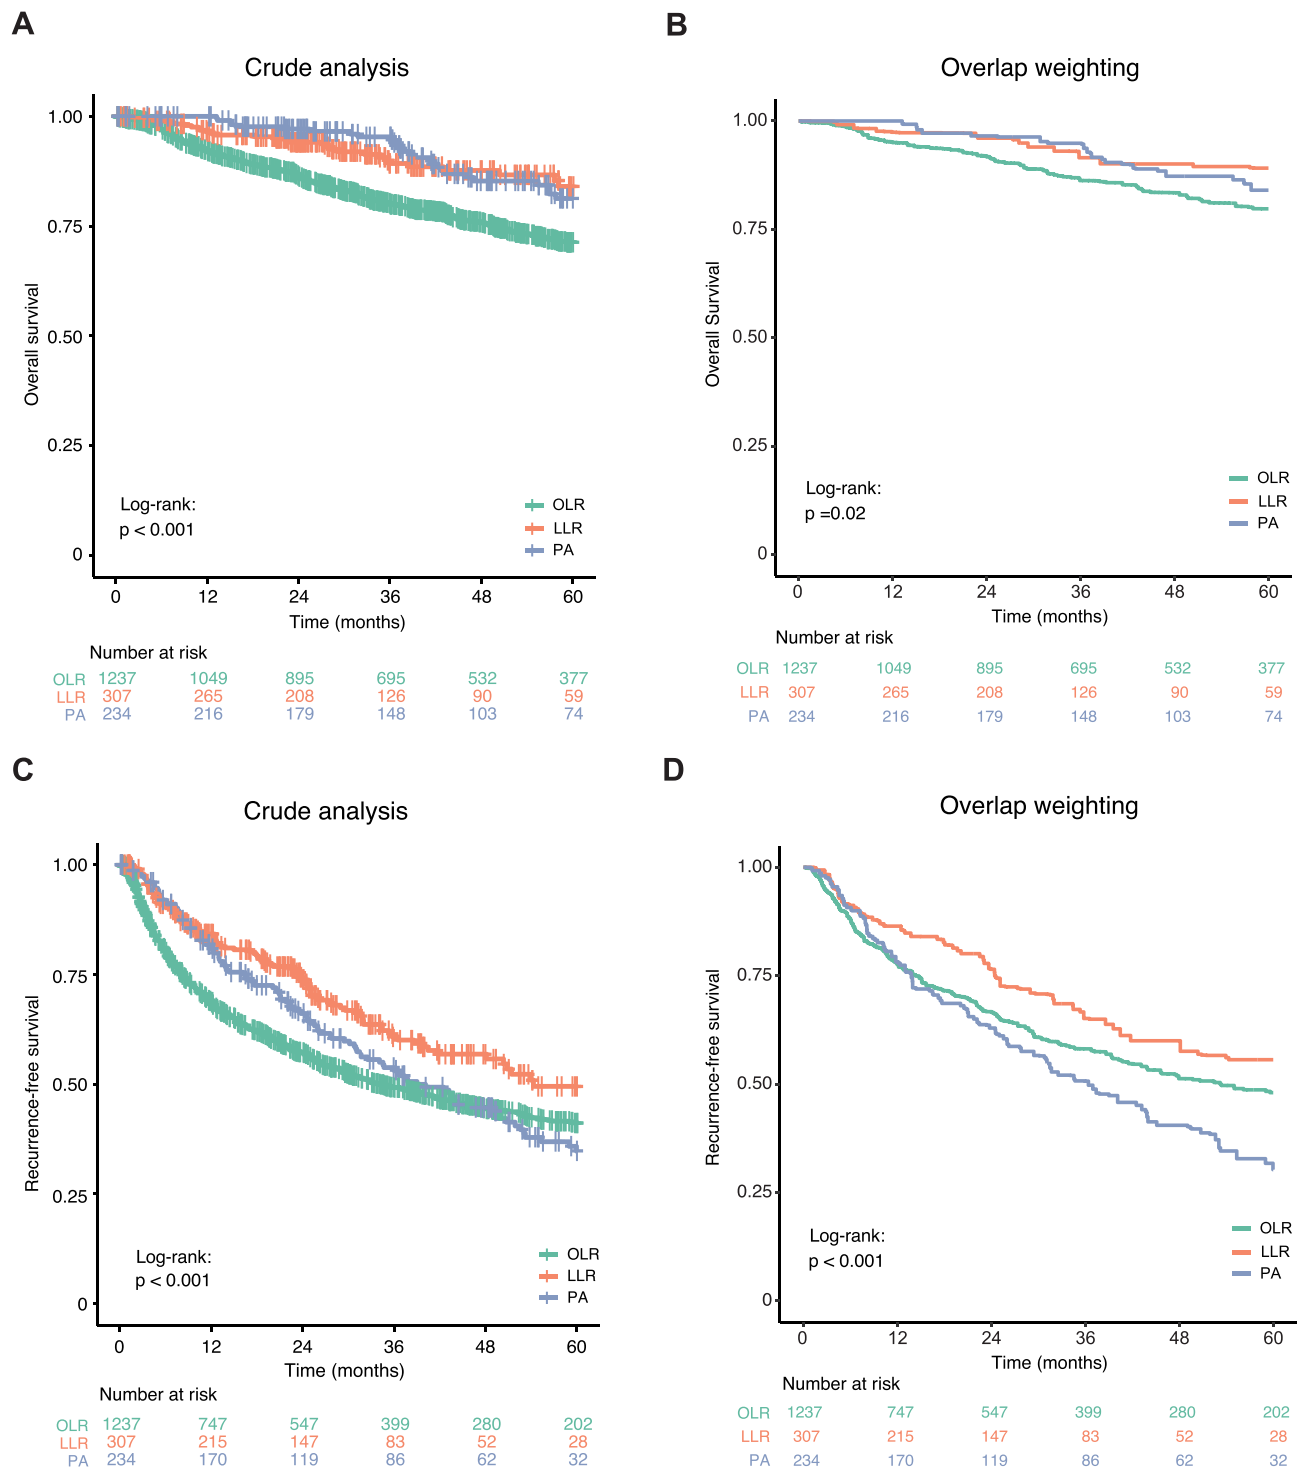 A
Crude analysis
1.00
0.75
0.50
0.25
0
Overall survival
Log-rank:
p < 0.001
OLR
LLR
PA
0 12 24 36 48 60
Time (months)
Number at risk
OLR 1237 1049 895 695 532 377
LLR 307 265 208 126 90 59
PA 234 216 179 148 103 74
B
Overlap weighting
1.00
0.75
0.50
0.25
0
Overall Survival
Log-rank:
p =0.02
OLR
LLR
PA
0 12 24 36 48 60
Time (months)
Number at risk
OLR 1237 1049 895 695 532 377
LLR 307 265 208 126 90 59
PA 234 216 179 148 103 74
C
Crude analysis
1.00
0.75
0.50
0.25
0
Recurrence-free survival
Log-rank:
p < 0.001
OLR
LLR
PA
0 12 24 36 48 60
Time (months)
Number at risk
OLR 1237 747 547 399 280 202
LLR 307 215 147 83 52 28
PA 234 170 119 86 62 32
D
Overlap weighting
1.00
0.75
0.50
0.25
0
Recurrence-free survival
Log-rank:
p < 0.001
OLR
LLR
PA
0 12 24 36 48 60
Time (months)
Number at risk
OLR 1237 747 547 399 280 202
LLR 307 215 147 83 52 28
PA 234 170 119 86 62 32